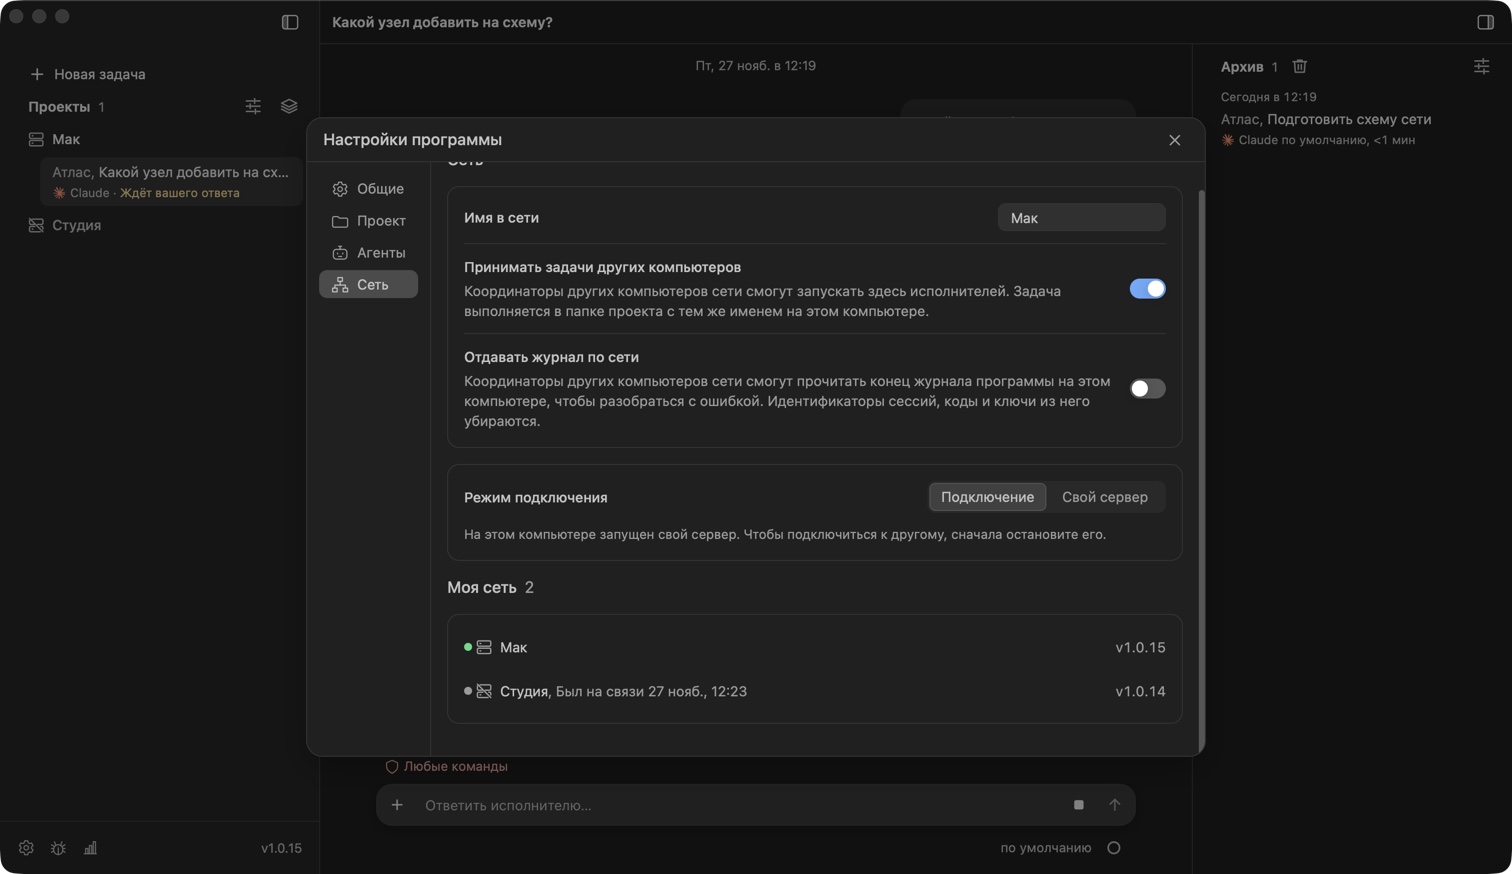 Какой узел добавить на схему?
Новая задача
Проекты 1
Мак
Атлас, Какой узел добавить на сх...
Claude · Ждёт вашего ответа
Студия
v1.0.15
Пт, 27 нояб. в 12:19
Настройки программы
Общие
Проект
Агенты
Сеть
Сеть
Имя в сети
Мак
Принимать задачи других компьютеров
Координаторы других компьютеров сети смогут запускать здесь исполнителей. Задача
выполняется в папке проекта с тем же именем на этом компьютере.
Отдавать журнал по сети
Координаторы других компьютеров сети смогут прочитать конец журнала программы на этом
компьютере, чтобы разобраться с ошибкой. Идентификаторы сессий, коды и ключи из него
убираются.
Режим подключения
Подключение Свой сервер
На этом компьютере запущен свой сервер. Чтобы подключиться к другому, сначала остановите его.
Моя сеть 2
Мак v1.0.15
Студия, Был на связи 27 нояб., 12:23 v1.0.14
Любые команды
Ответить исполнителю...
по умолчанию
Архив 1
Сегодня в 12:19
Атлас, Подготовить схему сети
Claude по умолчанию, <1 мин